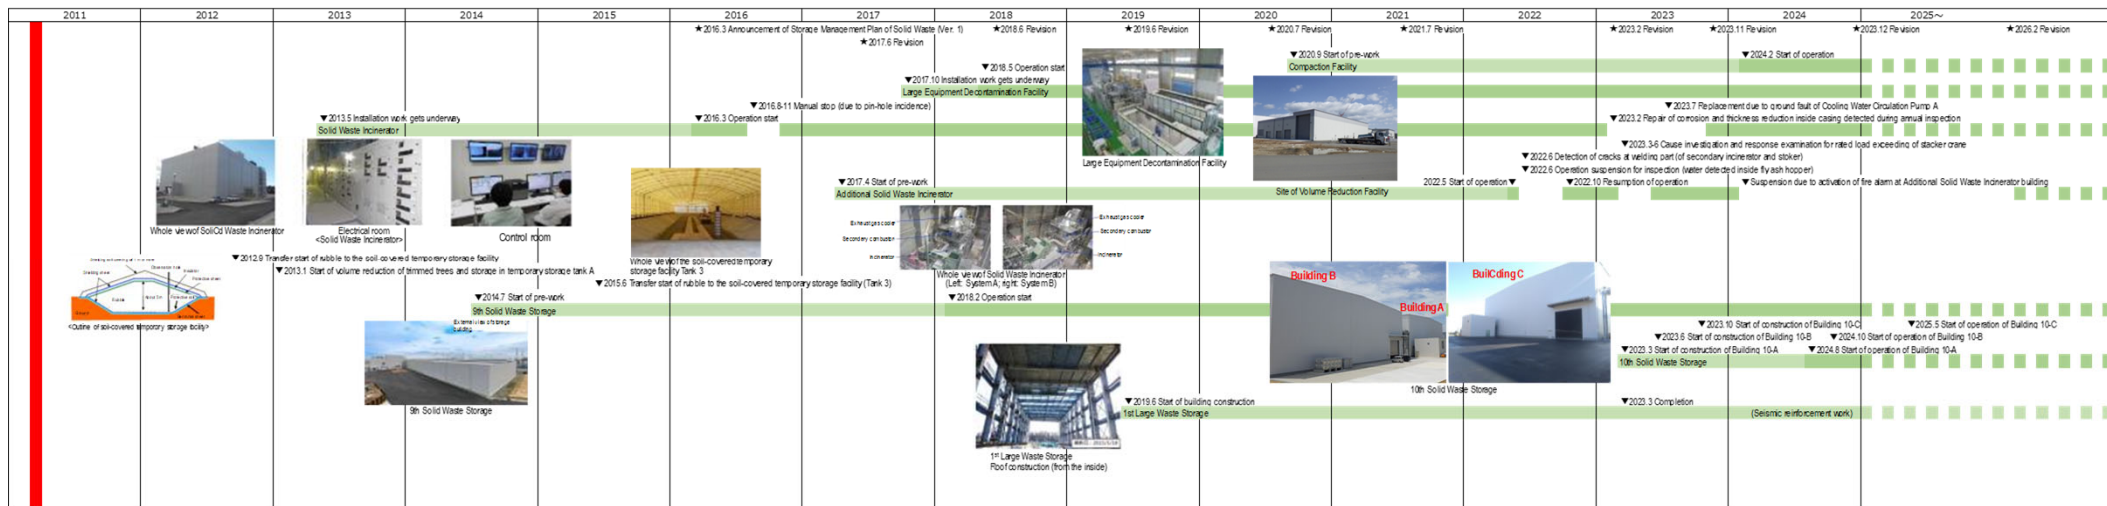 2011 2012 2013 2014 2015 2016 2017 2018 2019 2020 2021 2022 2023 2024 2025～
★2016.3 Announcement of Storage Management Plan of Solid Waste (Ver. 1)
★2018.6 Revision
★2019.6 Revision
★2020.7 Revision
★2021.7 Revision
★2023.2 Revision
★2023.11 Revision
★2023.12 Revision
★2026.2 Revision
★2017.6 Revision
▼2020.9 Start of pre-work
▼2024.2 Start of operation
Compaction Facility
▼2018.5 Operation start
▼2017.10 Installation work gets underway
Large Equipment Decontamination Facility
▼2016.8-11 Manual stop (due to pin-hole incidence)
▼2013.5 Installation work gets underway
▼2016.3 Operation start
Solid Waste Incinerator
▼2023.7 Replacement due to ground fault of Cooling Water Circulation Pump A
▼2023.2 Repair of corrosion and thickness reduction inside casing detected during annual inspection
▼2023.3-6 Cause investigation and response examination for rated load exceeding of stacker crane
▼2022.6 Detection of cracks at welding part (of secondary incinerator and stoker)
▼2022.6 Operation suspension for inspection (water detected inside fly ash hopper)
Large Equipment Decontamination Facility
▼2017.4 Start of pre-work
2022.5 Start of operation▼
▼2022.10 Resumption of operation
▼Suspension due to activation of fire alarm at Additional Solid Waste Incinerator building
Additional Solid Waste Incinerator
Site of Volume Reduction Facility
Whole view of SoliCd Waste Incinerator
Electrical room
<Solid Waste Incinerator>
Control room
Exhaust gas cooler
Secondary combustor
Incinerator
Exhaust gas cooler
Secondary combustor
Incinerator
▼2012.9 Transfer start of rubble to the soil-covered temporary storage facility
▼2013.1 Start of volume reduction of trimmed trees and storage in temporary storage tank A
Whole view of the soil-covered temporary
storage facility Tank 3
▼2015.6 Transfer start of rubble to the soil-covered temporary storage facility (Tank 3)
Whole view of Solid Waste Incinerator
(Left: System A; right: System B)
<Outline of soil-covered temporary storage facility>
▼2014.7 Start of pre-work
▼2018.2 Operation start
9th Solid Waste Storage
External view of storage
building
9th Solid Waste Storage
Building B
Building A
BuilCding C
10th Solid Waste Storage
▼2023.10 Start of construction of Building 10-C
▼2025.5 Start of operation of Building 10-C
▼2023.6 Start of construction of Building 10-B
▼2024.10 Start of operation of Building 10-B
▼2023.3 Start of construction of Building 10-A
▼2024.8 Start of operation of Building 10-A
10th Solid Waste Storage
▼2019.6 Start of building construction
▼2023.3 Completion
1st Large Waste Storage
(Seismic reinforcement work)
1st Large Waste Storage
Roof construction (from the inside)